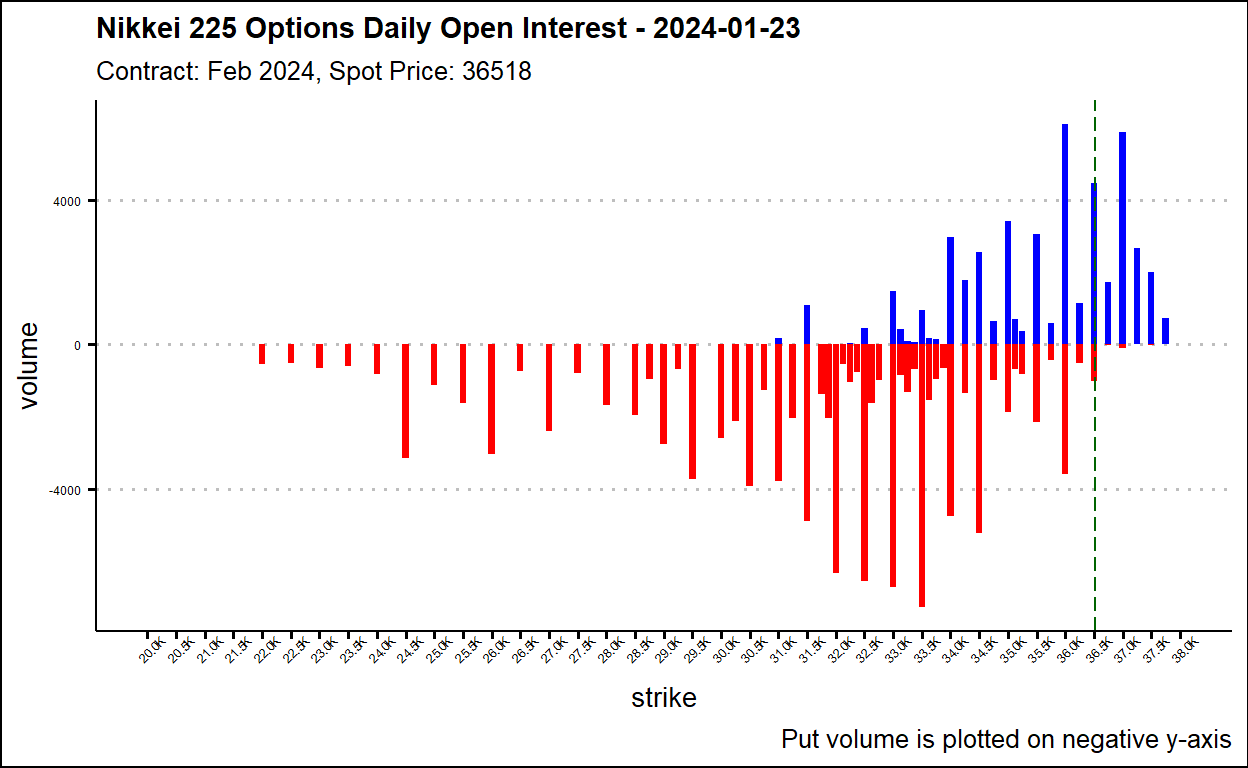 Nikkei 225 Options Daily Open Interest - 2024-01-23
Contract: Feb 2024, Spot Price: 36518
volume
4000
0
-4000
20.0K
20.5K
21.0K
21.5K
22.0K
22.5K
23.0K
23.5K
24.0K
24.5K
25.0K
25.5K
26.0K
26.5K
27.0K
27.5K
28.0K
28.5K
29.0K
29.5K
30.0K
30.5K
31.0K
31.5K
32.0K
32.5K
33.0K
33.5K
34.0K
34.5K
35.0K
35.5K
36.0K
36.5K
37.0K
37.5K
38.0K
strike
Put volume is plotted on negative y-axis